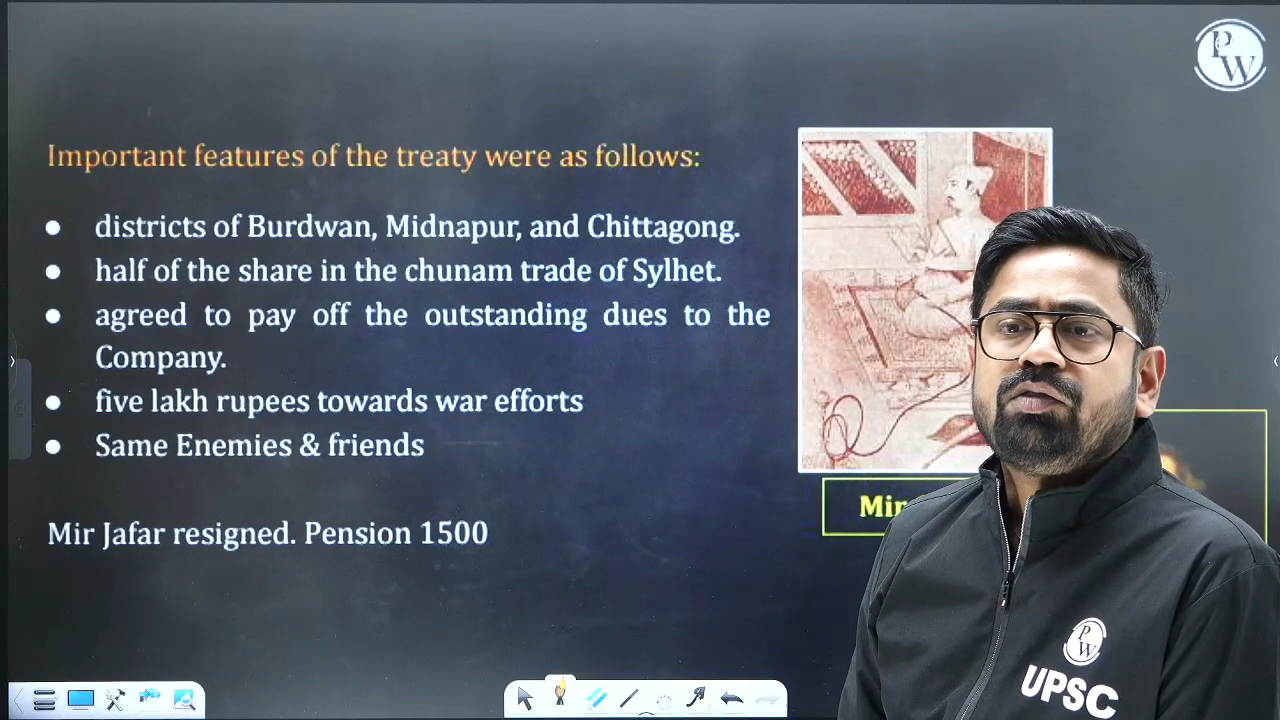 P
W
Important features of the treaty were as follows:
● districts of Burdwan, Midnapur, and Chittagong.
● half of the share in the chunam trade of Sylhet.
● agreed to pay off the outstanding dues to the
Company.
● five lakh rupees towards war efforts
● Same Enemies & friends
Mir
Mir Jafar resigned. Pension 1500
P
W
UPSC